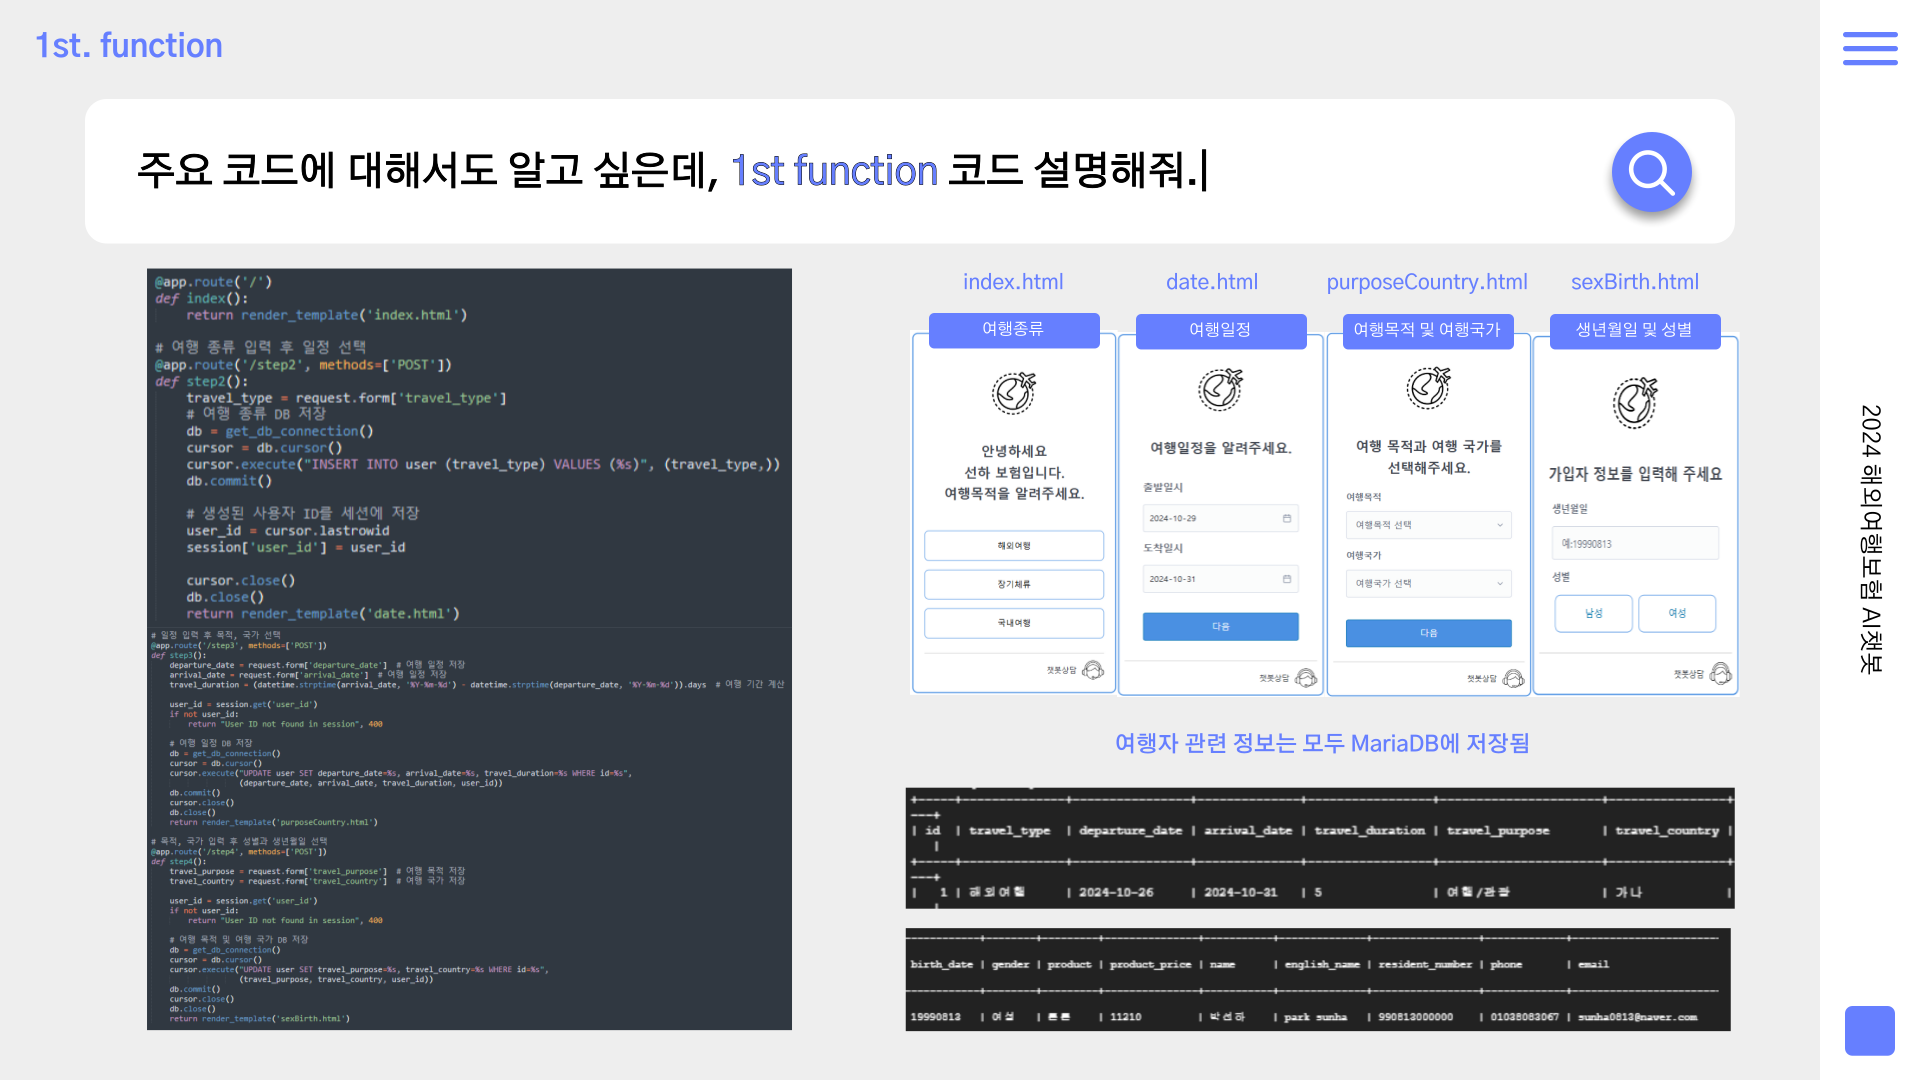 1st. function
주요 코드에 대해서도 알고 싶은데, 1st function 코드 설명해줘.
@app.route('/')
def index():
    return render_template('index.html')
# 여행 종류 입력 후 일정 선택
@app.route('/step2', methods=['POST'])
def step2():
    travel_type = request.form['travel_type']
    # 여행 종류 DB 저장
    db = get_db_connection()
    cursor = db.cursor()
    cursor.execute("INSERT INTO user (travel_type) VALUES (%s)", (travel_type,))
    db.commit()
    # 생성된 사용자 ID를 세션에 저장
    user_id = cursor.lastrowid
    session['user_id'] = user_id
    cursor.close()
    db.close()
    return render_template('date.html')
# 일정 입력 후 목적, 국가 선택
@app.route('/step3', methods=['POST'])
def step3():
    departure_date = request.form['departure_date'] # 여행 일정 저장
    arrival_date = request.form['arrival_date'] # 여행 일정 저장
    travel_duration = (datetime.strptime(arrival_date, '%Y-%m-%d') - datetime.strptime(departure_date, '%Y-%m-%d')).days # 여행 기간 계산
    user_id = session.get('user_id')
    if not user_id:
        return "User ID not found in session", 400
    # 여행 일정 DB 저장
    db = get_db_connection()
    cursor = db.cursor()
    cursor.execute("UPDATE user SET departure_date=%s, arrival_date=%s, travel_duration=%s WHERE id=%s",
                   (departure_date, arrival_date, travel_duration, user_id))
    db.commit()
    cursor.close()
    db.close()
    return render_template('purposeCountry.html')
# 목적, 국가 입력 후 성별과 생년월일 선택
@app.route('/step4', methods=['POST'])
def step4():
    travel_purpose = request.form['travel_purpose'] # 여행 목적 저장
    travel_country = request.form['travel_country'] # 여행 국가 저장
    user_id = session.get('user_id')
    if not user_id:
        return "User ID not found in session", 400
    # 여행 목적 및 여행 국가 DB 저장
    db = get_db_connection()
    cursor = db.cursor()
    cursor.execute("UPDATE user SET travel_purpose=%s, travel_country=%s WHERE id=%s",
                   (travel_purpose, travel_country, user_id))
    db.commit()
    cursor.close()
    db.close()
    return render_template('sexBirth.html')
index.html
여행종류
안녕하세요
선하 보험입니다.
여행목적을 알려주세요.
해외여행
장기체류
국내여행
챗봇상담
date.html
여행일정
여행일정을 알려주세요.
출발일시
2024-10-29
도착일시
2024-10-31
다음
챗봇상담
purposeCountry.html
여행목적 및 여행국가
여행 목적과 여행 국가를
선택해주세요.
여행목적
여행목적 선택
여행국가
여행국가 선택
다음
챗봇상담
sexBirth.html
생년월일 및 성별
가입자 정보를 입력해 주세요
생년월일
예:19990813
성별
남성 여성
챗봇상담
여행자 관련 정보는 모두 MariaDB에 저장됨
| id | travel_type | departure_date | arrival_date | travel_duration | travel_purpose | travel_country |
| 1 | 해외여행 | 2024-10-26 | 2024-10-31 | 5 | 여행/관광 | 가나 |
birth_date | gender | product | product_price | name | english_name | resident_number | phone | email
19990813 | 여성 | 튼튼 | 11210 | 박선하 | park sunha | 990813000000 | 01038083067 | sunha0813@naver.com
2024 해외여행보험 AI챗봇